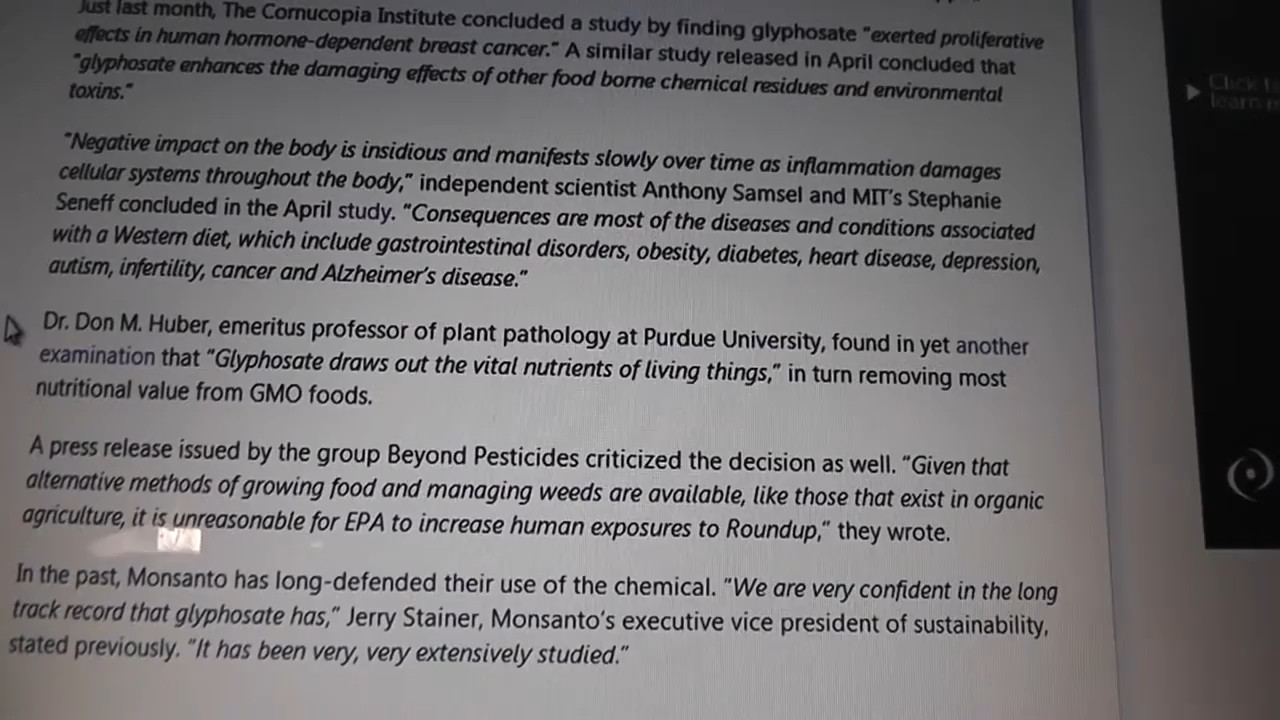 Just last month, The Cornucopia Institute concluded a study by finding glyphosate "exerted proliferative
effects in human hormone-dependent breast cancer." A similar study released in April concluded that
"glyphosate enhances the damaging effects of other food borne chemical residues and environmental
toxins."
"Negative impact on the body is insidious and manifests slowly over time as inflammation damages
cellular systems throughout the body," independent scientist Anthony Samsel and MIT's Stephanie
Seneff concluded in the April study. "Consequences are most of the diseases and conditions associated
with a Western diet, which include gastrointestinal disorders, obesity, diabetes, heart disease, depression,
autism, infertility, cancer and Alzheimer's disease."
Dr. Don M. Huber, emeritus professor of plant pathology at Purdue University, found in yet another
examination that "Glyphosate draws out the vital nutrients of living things," in turn removing most
nutritional value from GMO foods.
A press release issued by the group Beyond Pesticides criticized the decision as well. "Given that
alternative methods of growing food and managing weeds are available, like those that exist in organic
agriculture, it is unreasonable for EPA to increase human exposures to Roundup," they wrote.
In the past, Monsanto has long-defended their use of the chemical. "We are very confident in the long
track record that glyphosate has," Jerry Stainer, Monsanto's executive vice president of sustainability,
stated previously. "It has been very, very extensively studied."
Click
learn